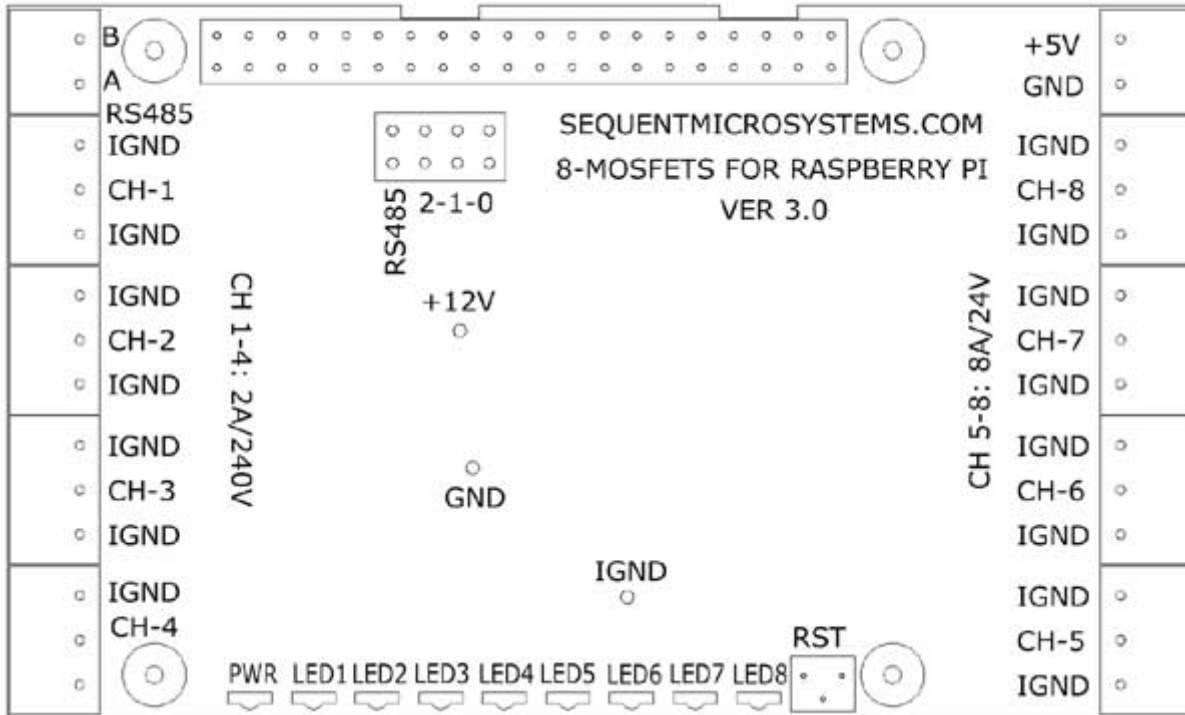 B
A
RS485
IGND
CH-1
IGND
IGND
CH-2
IGND
IGND
CH-3
IGND
IGND
CH-4
CH 1-4: 2A/240V
RS485
2-1-0
SEQUENTMICROSYSTEMS.COM
8-MOSFETS FOR RASPBERRY PI
VER 3.0
+12V
GND
IGND
CH 5-8: 8A/24V
+5V
GND
IGND
CH-8
IGND
IGND
CH-7
IGND
IGND
CH-6
IGND
IGND
CH-5
IGND
RST
PWR LED1 LED2 LED3 LED4 LED5 LED6 LED7 LED8